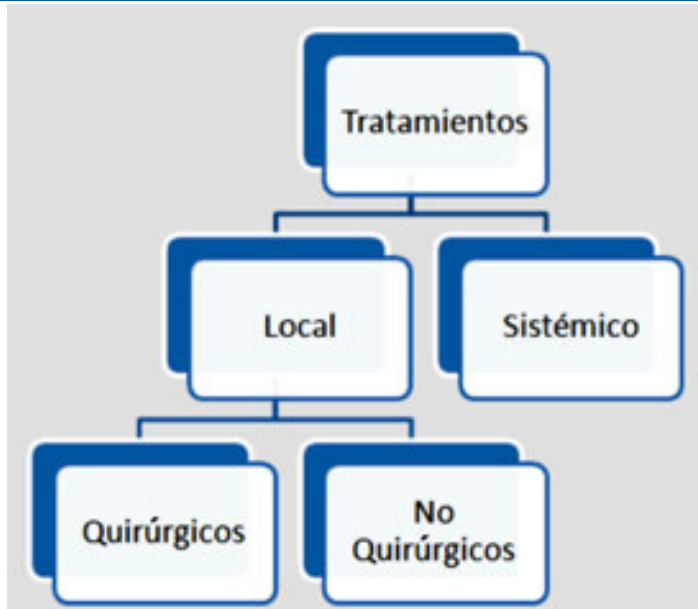 Tratamientos
Local
Sistémico
Quirúrgicos
No
Quirúrgicos